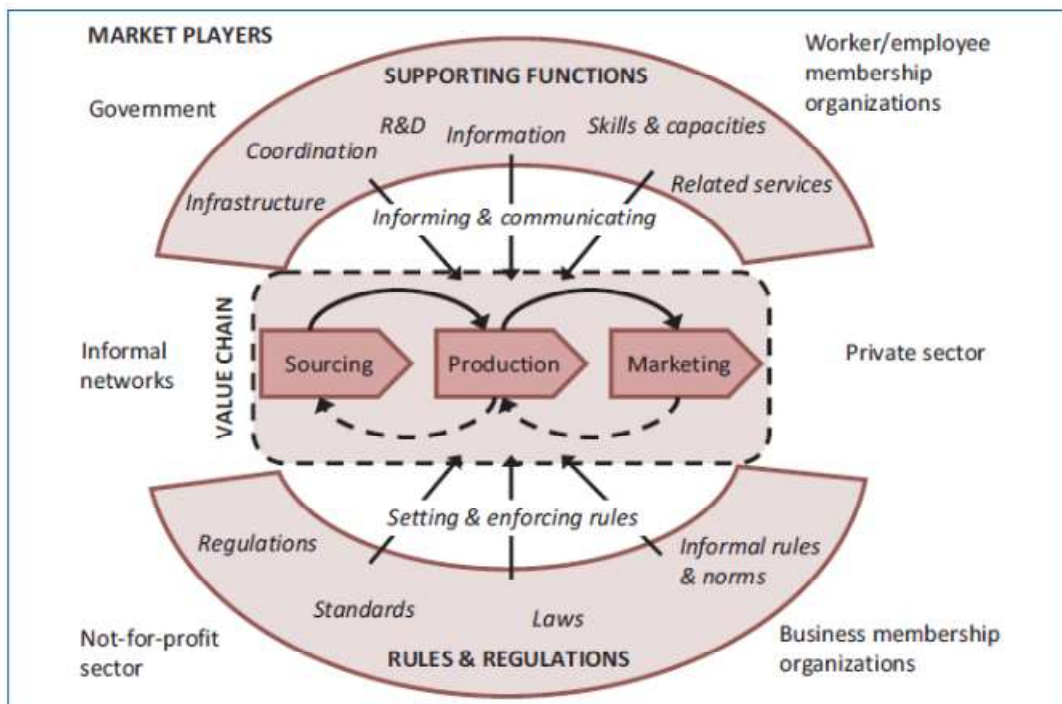 MARKET PLAYERS
Government
Worker/employee
membership
organizations
SUPPORTING FUNCTIONS
R&D
Information
Skills & capacities
Coordination
Infrastructure
Related services
Informing & communicating
Informal
networks
VALUE CHAIN
Sourcing
Production
Marketing
Private sector
Setting & enforcing rules
Regulations
Standards
Laws
Informal rules
& norms
RULES & REGULATIONS
Not-for-profit
sector
Business membership
organizations